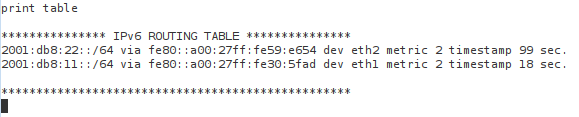 print table
*************** IPv6 ROUTING TABLE ***************
2001:db8:22::/64 via fe80::a00:27ff:fe59:e654 dev eth2 metric 2 timestamp 99 sec.
2001:db8:11::/64 via fe80::a00:27ff:fe30:5fad dev eth1 metric 2 timestamp 18 sec.
**************************************************